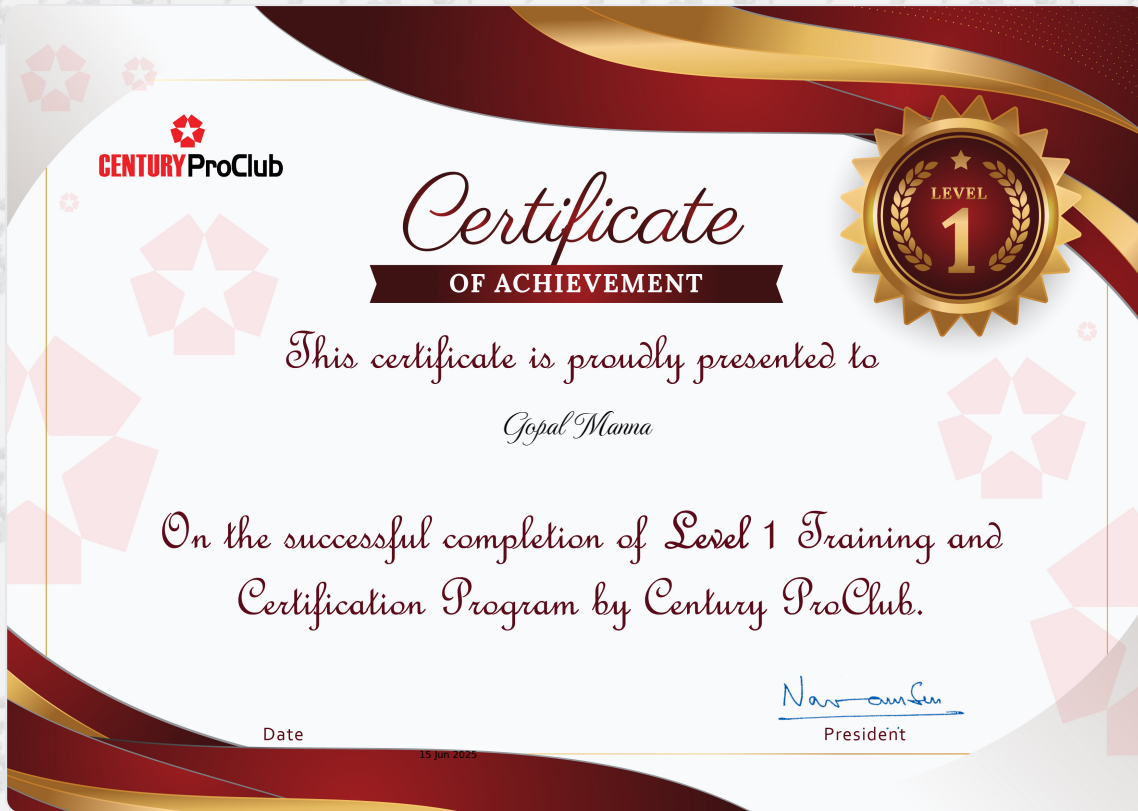 CENTURY ProClub
LEVEL
1
Certificate
OF ACHIEVEMENT
This certificate is proudly presented to
Gopal Manna
On the successful completion of Level 1 Training and
Certification Program by Century ProClub.
Date
President
15 Jun 2025